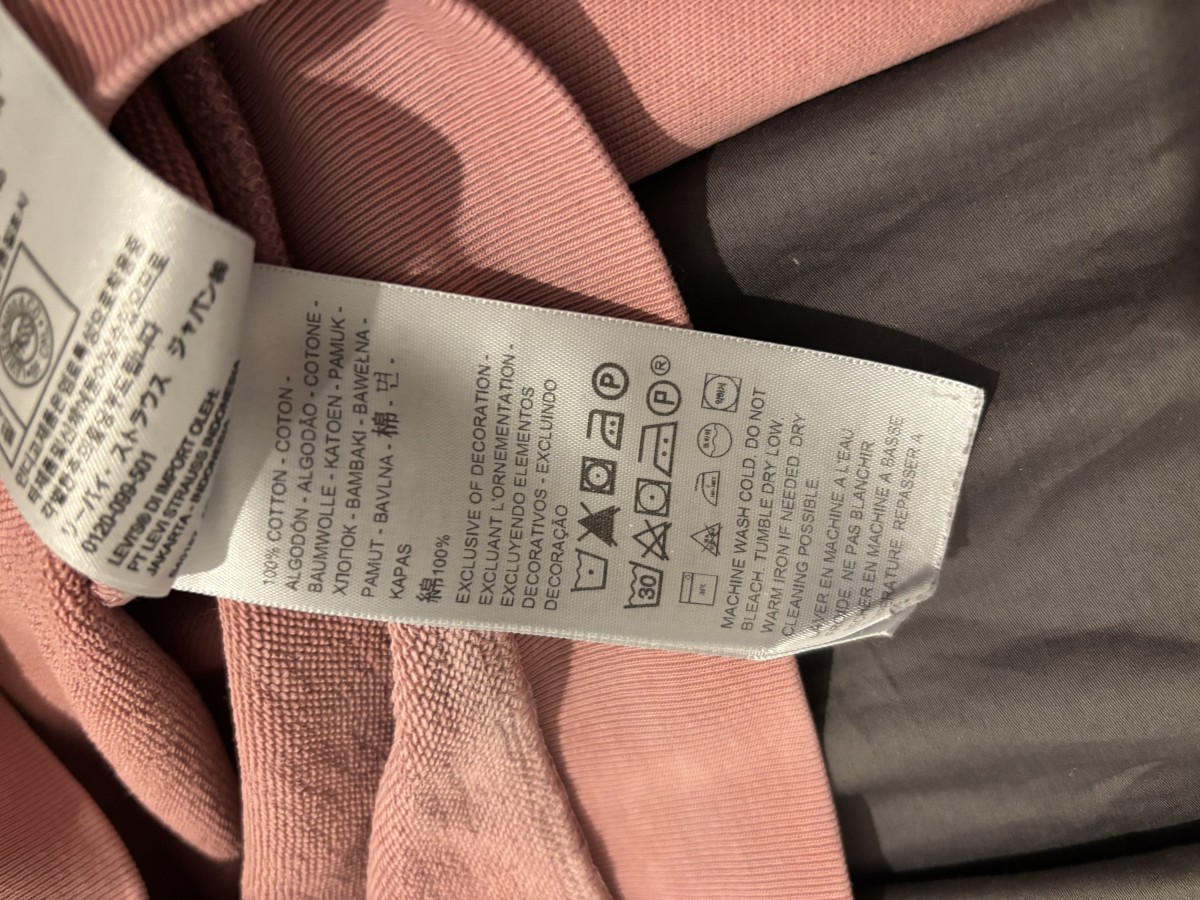 100% COTTON - COTTON -
ALGODÓN - ALGODÃO - COTONE -
BAUMWOLLE - KATOEN - PAMUK -
ХЛОПОК - BAMBAKI - BAWEŁNA -
PAMUT - BAVLNA - 棉 - 면 -
KAPAS
綿100%
EXCLUSIVE OF DECORATION -
EXCLUANT L'ORNEMENTATION -
EXCLUYENDO ELEMENTOS
DECORATIVOS - EXCLUINDO
DECORAÇÃO
P
30 P ®
MACHINE WASH COLD. DO NOT
BLEACH. TUMBLE DRY LOW.
WARM IRON IF NEEDED. DRY
CLEANING POSSIBLE.
LAVER EN MACHINE À L'EAU
FROIDE. NE PAS BLANCHIR.
EN MACHINE À BASSE
REPASSER À
リーバイ・ストラウス ジャパン㈱
0120-099-501
LEVI'S® DI IMPORT OLEH:
PT LEVI STRAUSS INDONESIA
JAKARTA - INDONESIA